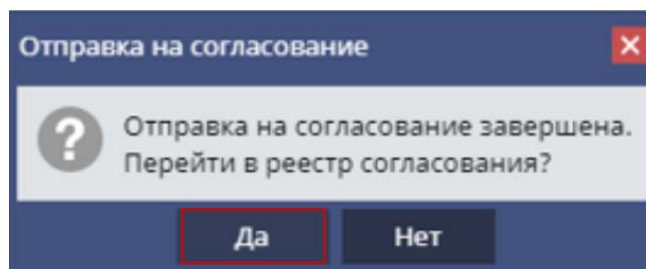 Отправка на согласование
Отправка на согласование завершена.
Перейти в реестр согласования?
Да
Нет